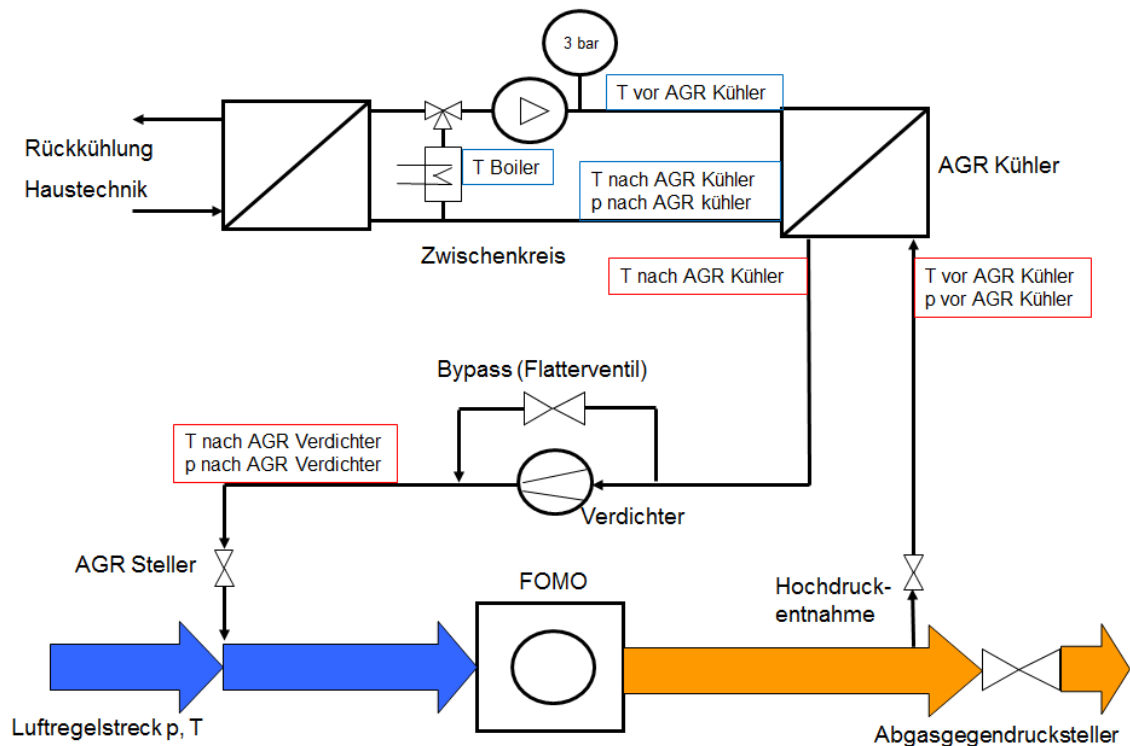 3 bar
T vor AGR Kühler
Rückkühlung
Haustechnik
T Boiler
T nach AGR Kühler
p nach AGR kühler
AGR Kühler
Zwischenkreis
T nach AGR Kühler
T vor AGR Kühler
p vor AGR Kühler
Bypass (Flatterventil)
T nach AGR Verdichter
p nach AGR Verdichter
Verdichter
AGR Steller
FOMO
Hochdruck-
entnahme
Luftregelstreck p, T
Abgasgegendrucksteller